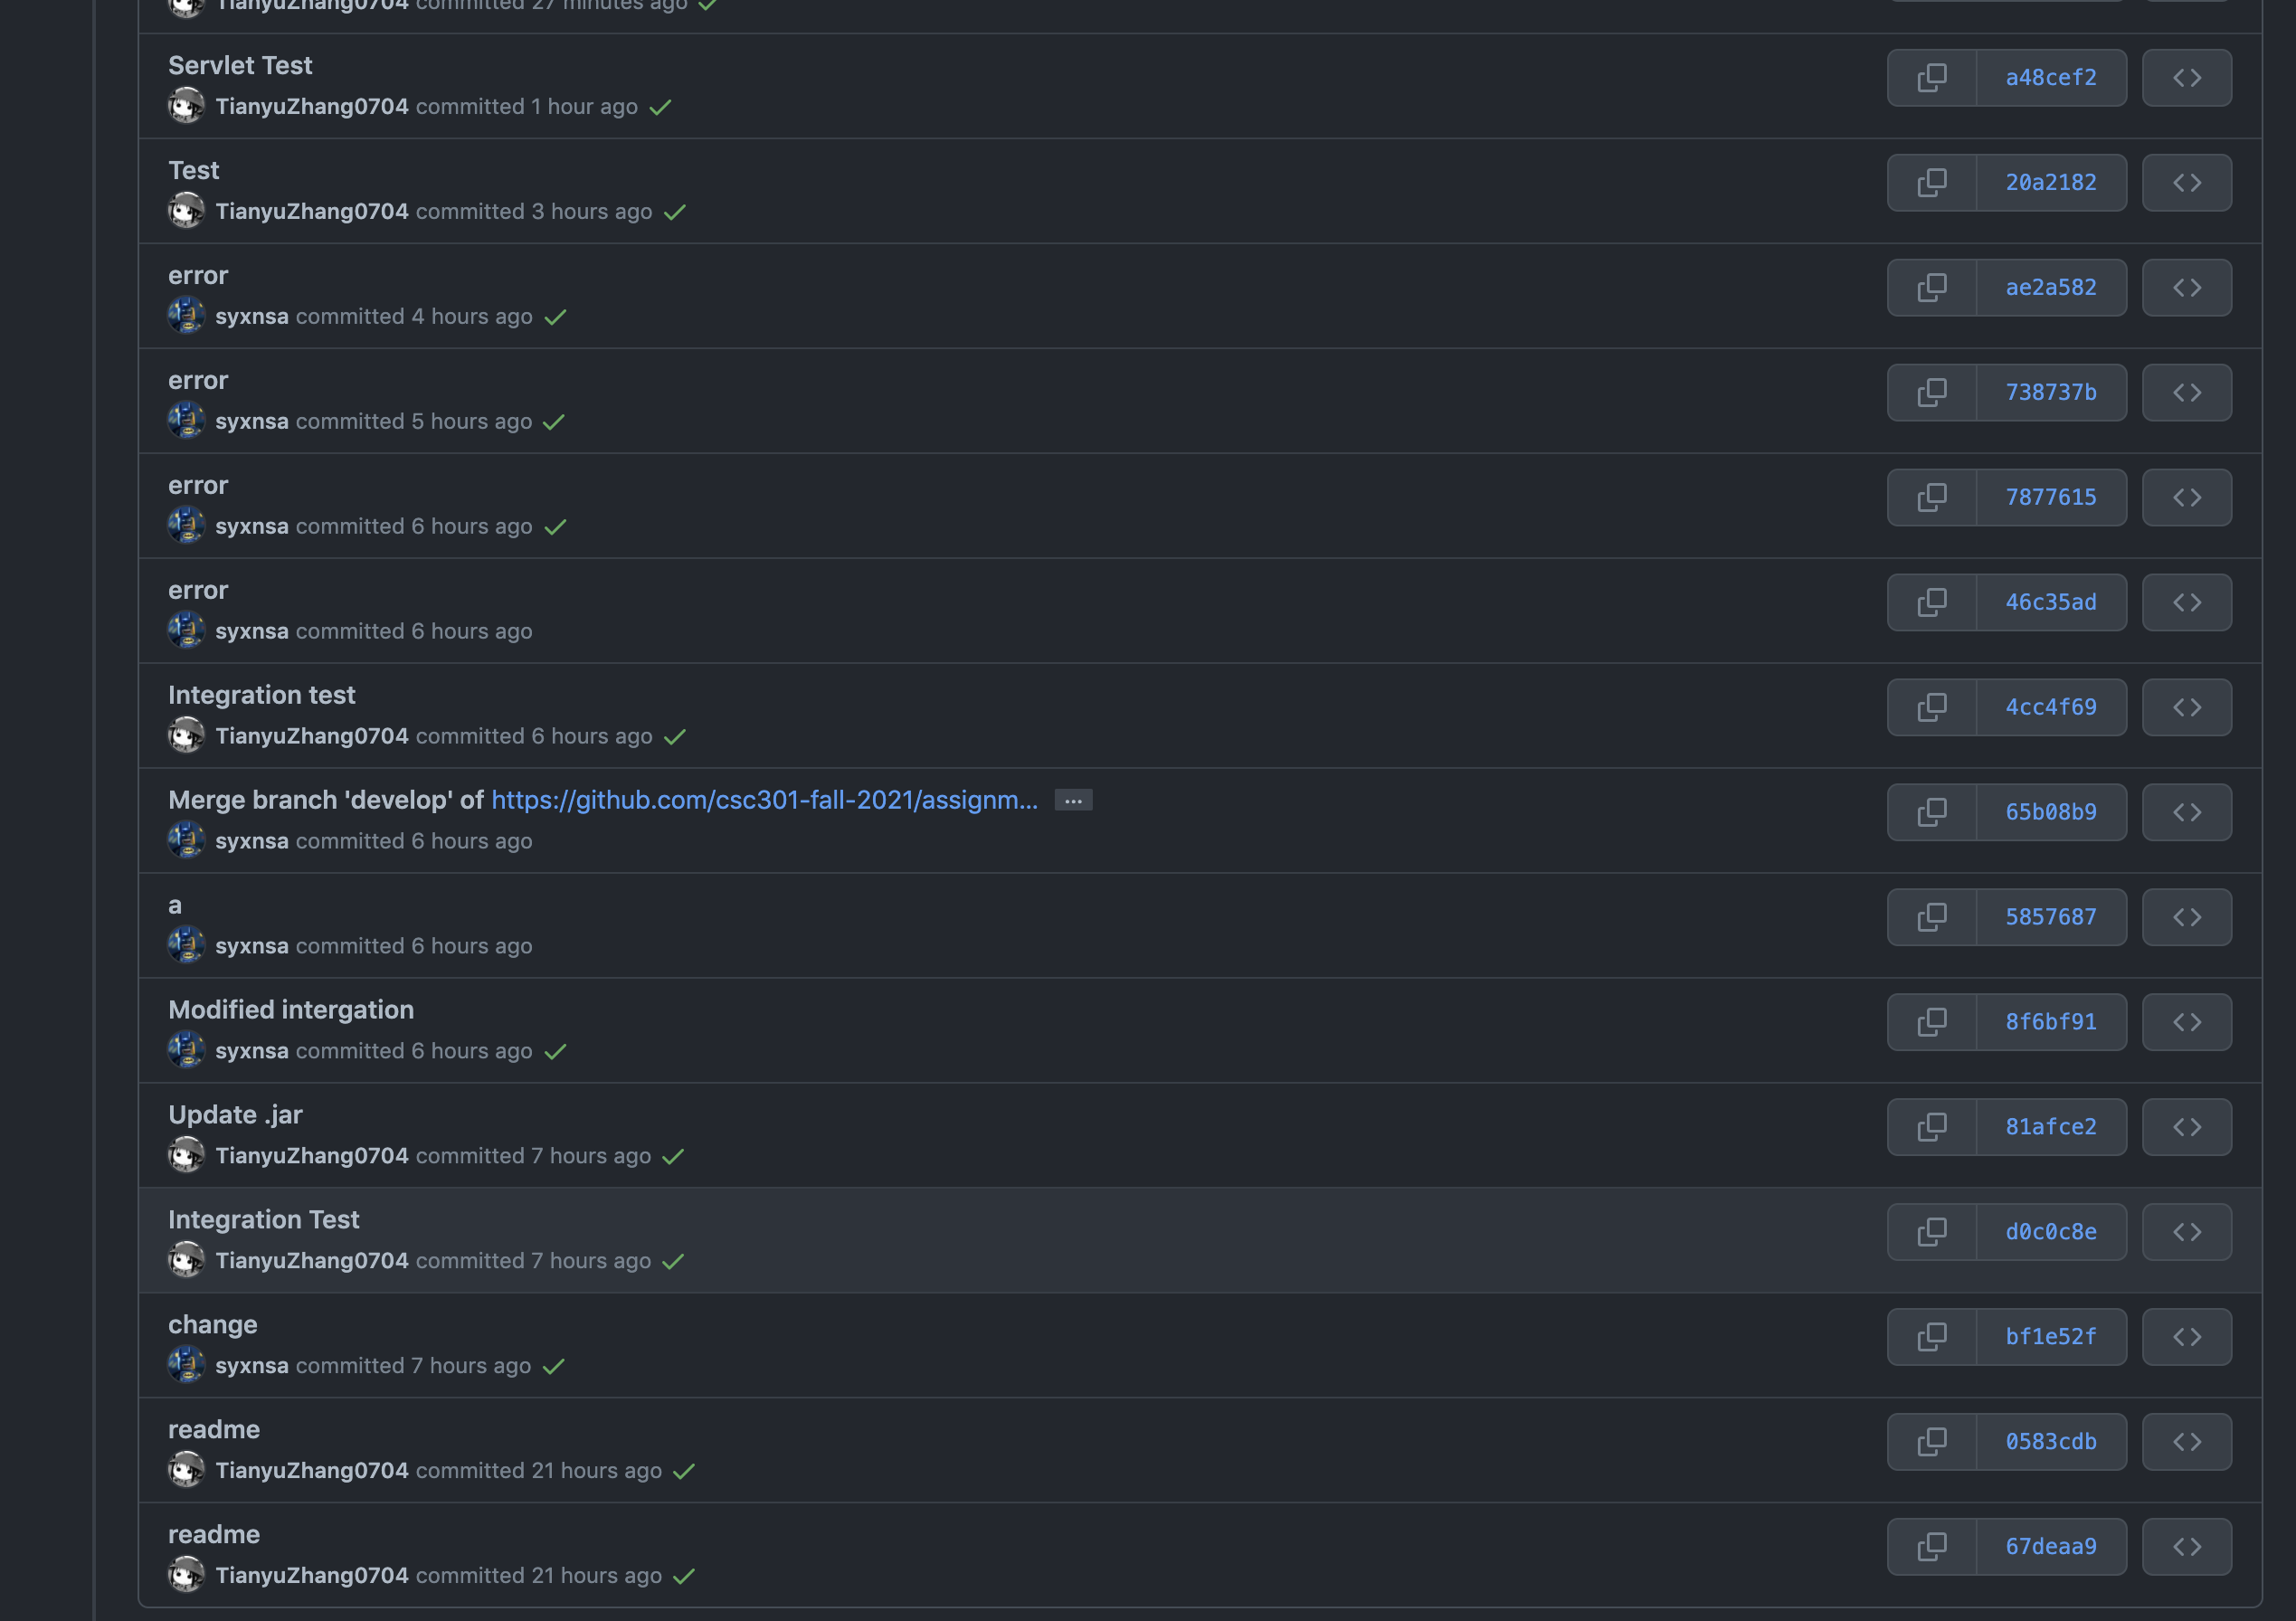 TianyuZhang0704 committed 27 minutes ago
Servlet Test
TianyuZhang0704 committed 1 hour ago
a48cef2
Test
TianyuZhang0704 committed 3 hours ago
20a2182
error
syxnsa committed 4 hours ago
ae2a582
error
syxnsa committed 5 hours ago
738737b
error
syxnsa committed 6 hours ago
7877615
error
syxnsa committed 6 hours ago
46c35ad
Integration test
TianyuZhang0704 committed 6 hours ago
4cc4f69
Merge branch 'develop' of https://github.com/csc301-fall-2021/assignm... ...
syxnsa committed 6 hours ago
65b08b9
a
syxnsa committed 6 hours ago
5857687
Modified intergation
syxnsa committed 6 hours ago
8f6bf91
Update .jar
TianyuZhang0704 committed 7 hours ago
81afce2
Integration Test
TianyuZhang0704 committed 7 hours ago
d0c0c8e
change
syxnsa committed 7 hours ago
bf1e52f
readme
TianyuZhang0704 committed 21 hours ago
0583cdb
readme
TianyuZhang0704 committed 21 hours ago
67deaa9